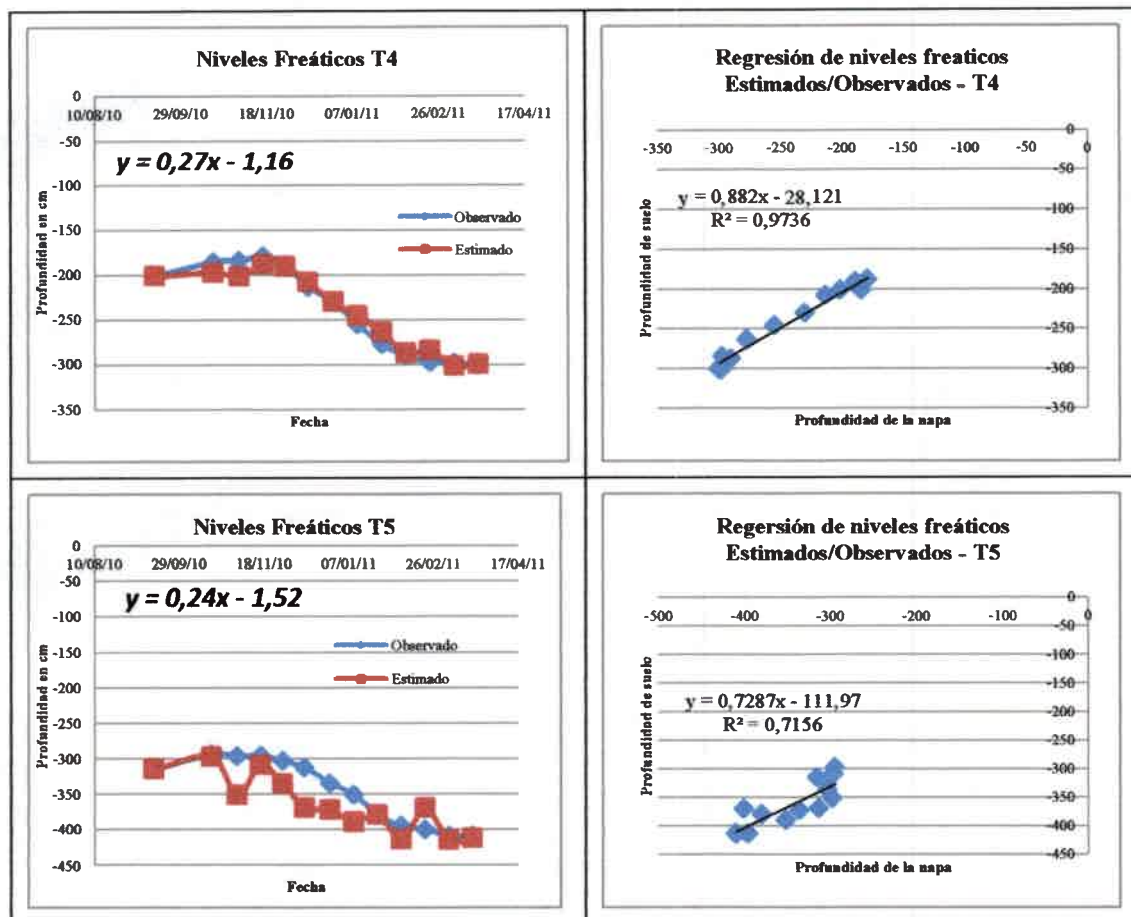 Niveles Freáticos T4
0
10/08/10 29/09/10 18/11/10 07/01/11 26/02/11 17/04/11
-50
y = 0,27x - 1,16
-100
-150
Observado
Estimado
-200
-250
-300
-350
Profundidad en cm
Fecha
Regresión de niveles freaticos
Estimados/Observados - T4
0
-350 -300 -250 -200 -150 -100 -50 0
-50
y = 0,882x - 28,121
R² = 0,9736
-100
-150
-200
-250
-300
-350
Profundidad de suelo
Profundidad de la napa
Niveles Freáticos T5
0
10/08/10 29/09/10 18/11/10 07/01/11 26/02/11 17/04/11
-50
y = 0,24x - 1,52
-100
-150
Observado
Estimado
-200
-250
-300
-350
-400
-450
Profundidad en cm
Fecha
Regersión de niveles freáticos
Estimados/Observados - T5
0
-500 -400 -300 -200 -100 0
-50
-100
-150
y = 0,7287x - 111,97
R² = 0,7156
-200
-250
-300
-350
-400
-450
Profundidad de suelo
Profundidad de la napa